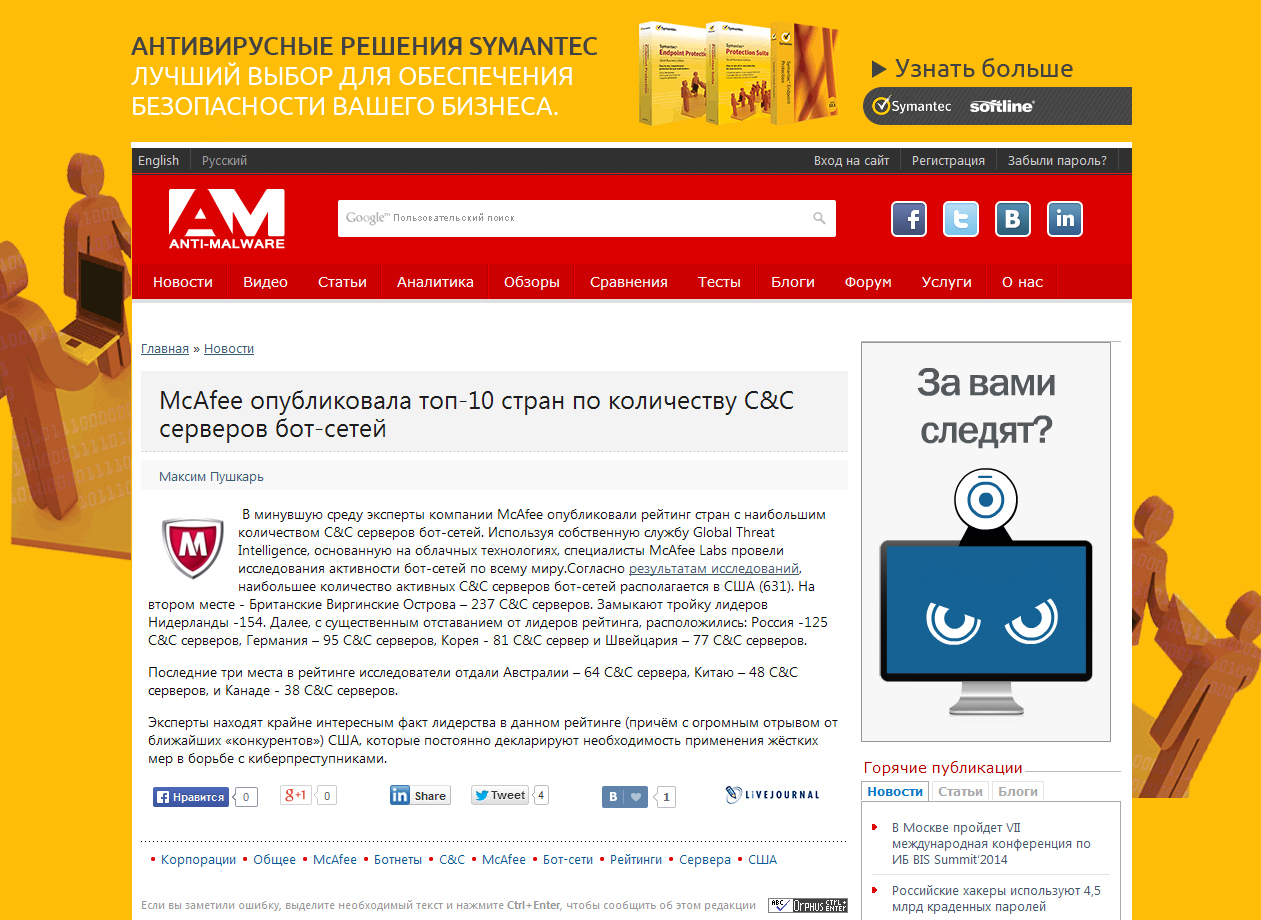 АНТИВИРУСНЫЕ РЕШЕНИЯ SYMANTEC
ЛУЧШИЙ ВЫБОР ДЛЯ ОБЕСПЕЧЕНИЯ
БЕЗОПАСНОСТИ ВАШЕГО БИЗНЕСА.
Symantec
Endpoint Protection
Symantec
Protection Suite
Узнать больше
Symantec softline
English Русский Вход на сайт Регистрация Забыли пароль?
AM
ANTI-MALWARE
Google™ Пользовательский поиск
Новости Видео Статьи Аналитика Обзоры Сравнения Тесты Блоги Форум Услуги О нас
Главная » Новости
McAfee опубликовала топ-10 стран по количеству C&C
серверов бот-сетей
Максим Пушкарь
В минувшую среду эксперты компании McAfee опубликовали рейтинг стран с наибольшим
количеством C&C серверов бот-сетей. Используя собственную службу Global Threat
Intelligence, основанную на облачных технологиях, специалисты McAfee Labs провели
исследования активности бот-сетей по всему миру.Согласно результатам исследований,
наибольшее количество активных C&C серверов бот-сетей располагается в США (631). На
втором месте - Британские Виргинские Острова – 237 C&C серверов. Замыкают тройку лидеров
Нидерланды -154. Далее, с существенным отставанием от лидеров рейтинга, расположились: Россия -125
C&C серверов, Германия – 95 C&C серверов, Корея - 81 C&C сервер и Швейцария – 77 C&C серверов.
Последние три места в рейтинге исследователи отдали Австралии – 64 C&C сервера, Китаю – 48 C&C
серверов, и Канаде - 38 C&C серверов.
Эксперты находят крайне интересным факт лидерства в данном рейтинге (причём с огромным отрывом от
ближайших «конкурентов») США, которые постоянно декларируют необходимость применения жёстких
мер в борьбе с киберпреступниками.
Нравится 0 g+1 0 in Share Tweet 4 B 1 LIVEJOURNAL
Корпорации Общее McAfee Ботнеты C&C McAfee Бот-сети Рейтинги Сервера США
Если вы заметили ошибку, выделите необходимый текст и нажмите Ctrl+Enter, чтобы сообщить об этом редакции ABC ORPHUS CTRL+ ENTER
За вами
следят?
Горячие публикации
Новости Статьи Блоги
В Москве пройдет VII
международная конференция по
ИБ BIS Summit'2014
Российские хакеры используют 4,5
млрд краденных паролей